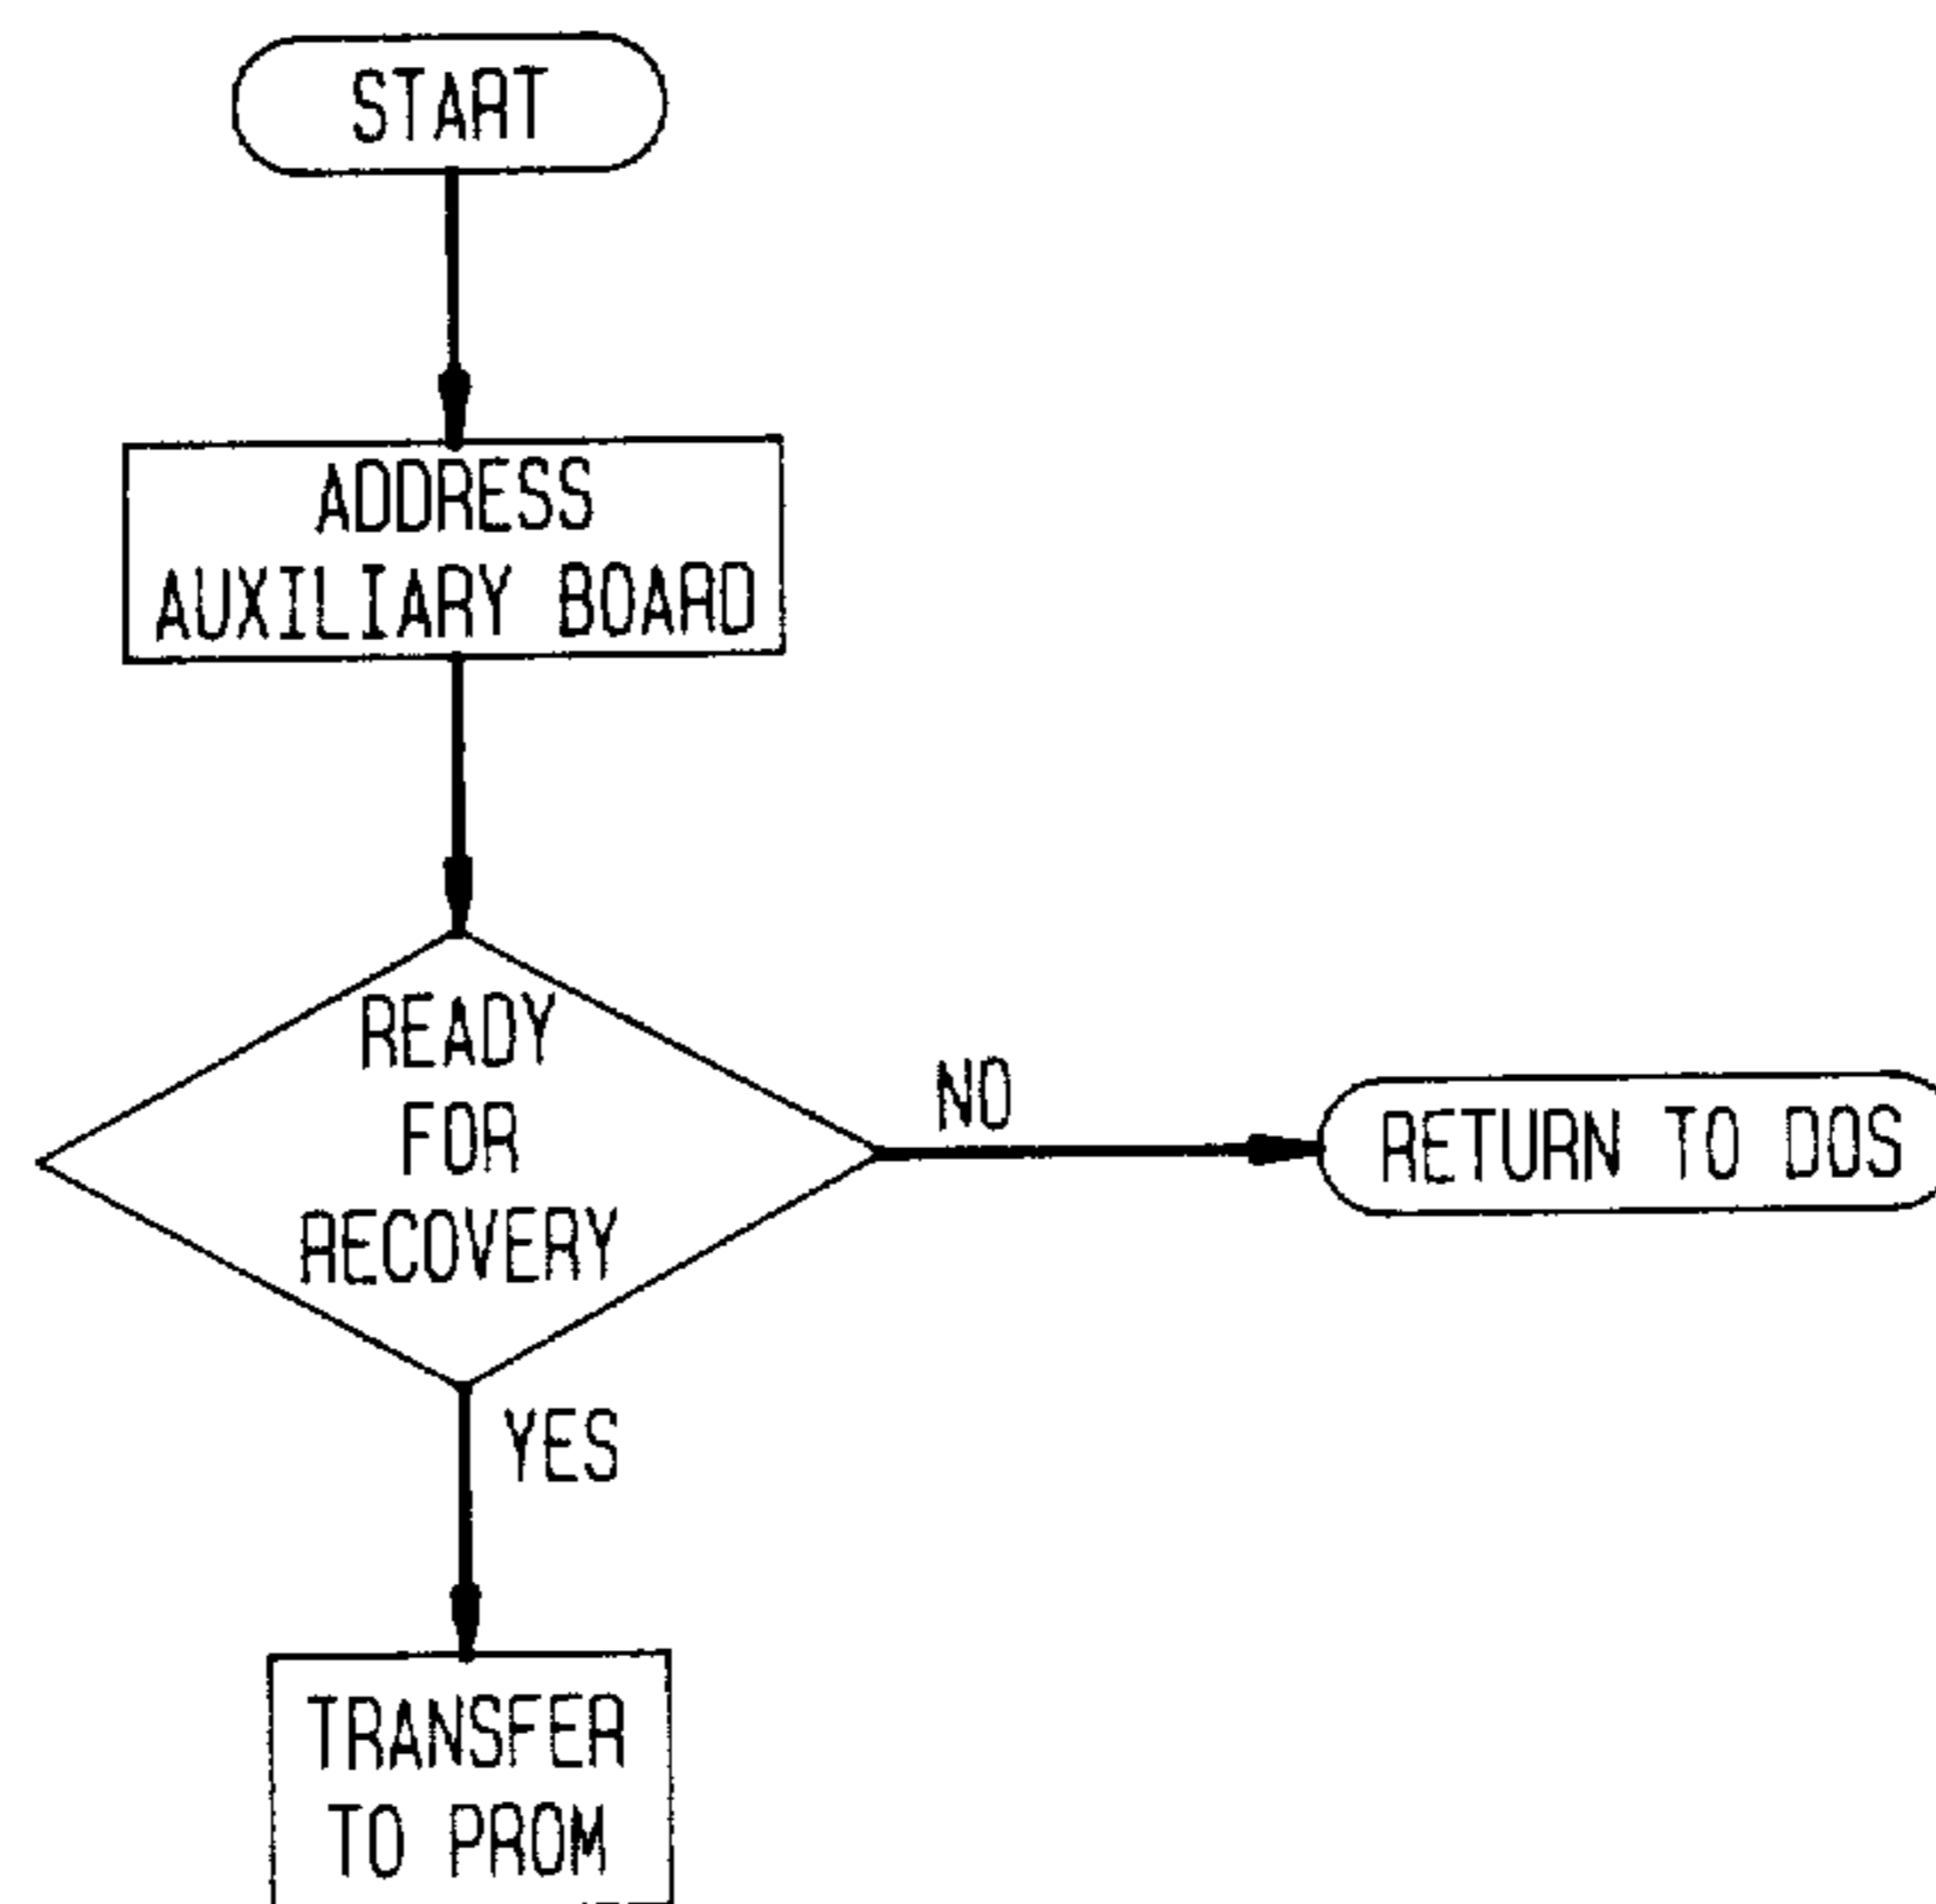 START
ADDRESS
AUXILIARY BOARD
READY
FOR
RECOVERY
NO
RETURN TO DOS
YES
TRANSFER
TO PROM